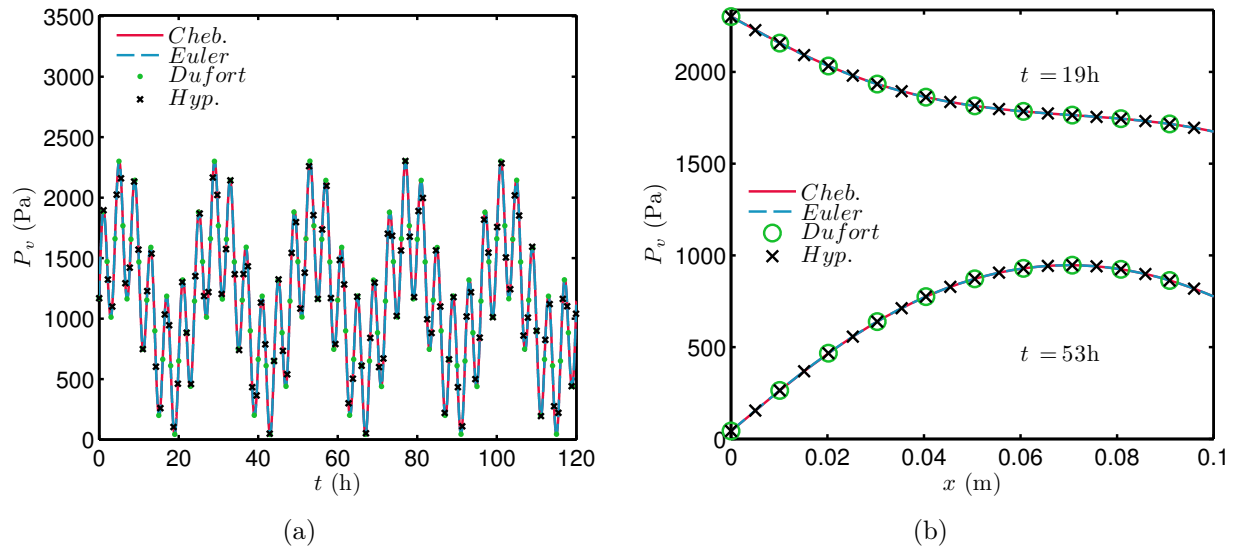 3500
3000
2500
2000
1500
1000
500
0
P_v (Pa)
Cheb.
Euler
Dufort
Hyp.
0 20 40 60 80 100 120
t (h)
(a)
2000
1500
1000
500
0
P_v (Pa)
t = 19h
Cheb.
Euler
Dufort
Hyp.
t = 53h
0 0.02 0.04 0.06 0.08 0.1
x (m)
(b)